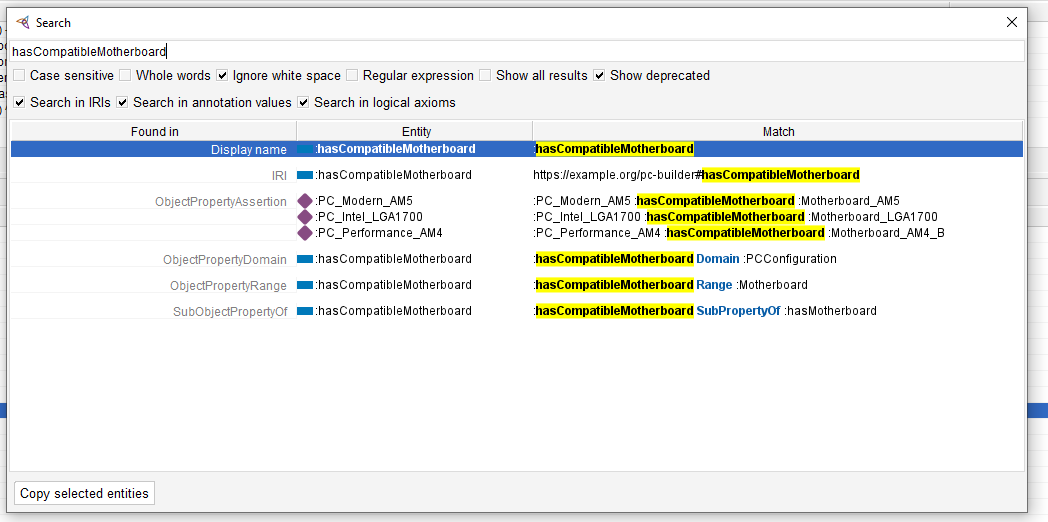 Search
hasCompatibleMotherboard
Case sensitive Whole words Ignore white space Regular expression Show all results Show deprecated
Search in IRIs Search in annotation values Search in logical axioms
Found in Entity Match
Display name :hasCompatibleMotherboard :hasCompatibleMotherboard
IRI :hasCompatibleMotherboard https://example.org/pc-builder#hasCompatibleMotherboard
ObjectPropertyAssertion :PC_Modern_AM5 :PC_Modern_AM5 :hasCompatibleMotherboard :Motherboard_AM5
:PC_Intel_LGA1700 :PC_Intel_LGA1700 :hasCompatibleMotherboard :Motherboard_LGA1700
:PC_Performance_AM4 :PC_Performance_AM4 :hasCompatibleMotherboard :Motherboard_AM4_B
ObjectPropertyDomain :hasCompatibleMotherboard :hasCompatibleMotherboard Domain :PCConfiguration
ObjectPropertyRange :hasCompatibleMotherboard :hasCompatibleMotherboard Range :Motherboard
SubObjectPropertyOf :hasCompatibleMotherboard :hasCompatibleMotherboard SubPropertyOf :hasMotherboard
Copy selected entities